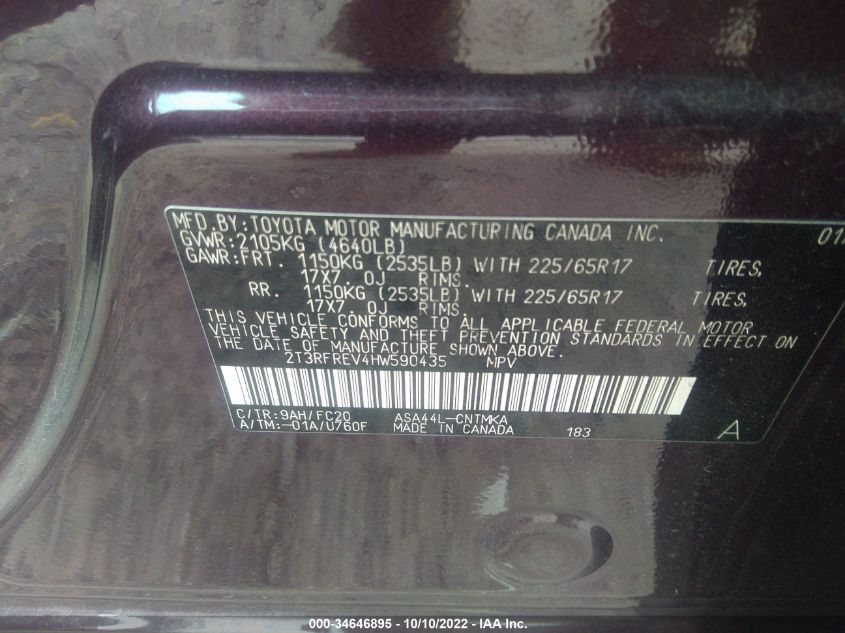 MFD.BY:TOYOTA MOTOR MANUFACTURING CANADA INC. 01/
GVWR:2105KG (4640LB)
GAWR:FRT. 1150KG (2535LB) WITH 225/65R17 TIRES,
17X7.0J RIMS.
RR. 1150KG (2535LB) WITH 225/65R17 TIRES,
17X7.0J RIMS.
THIS VEHICLE CONFORMS TO ALL APPLICABLE FEDERAL MOTOR
VEHICLE SAFETY AND THEFT PREVENTION STANDARDS IN EFFECT ON
THE DATE OF MANUFACTURE SHOWN ABOVE.
2T3RFREV4HW590435 MPV
C/TR:9AH/FC20 ASA44L-CNTMKA
A/TM:-01A/U760F MADE IN CANADA 183 A
000-34646895 - 10/10/2022 - IAA Inc.